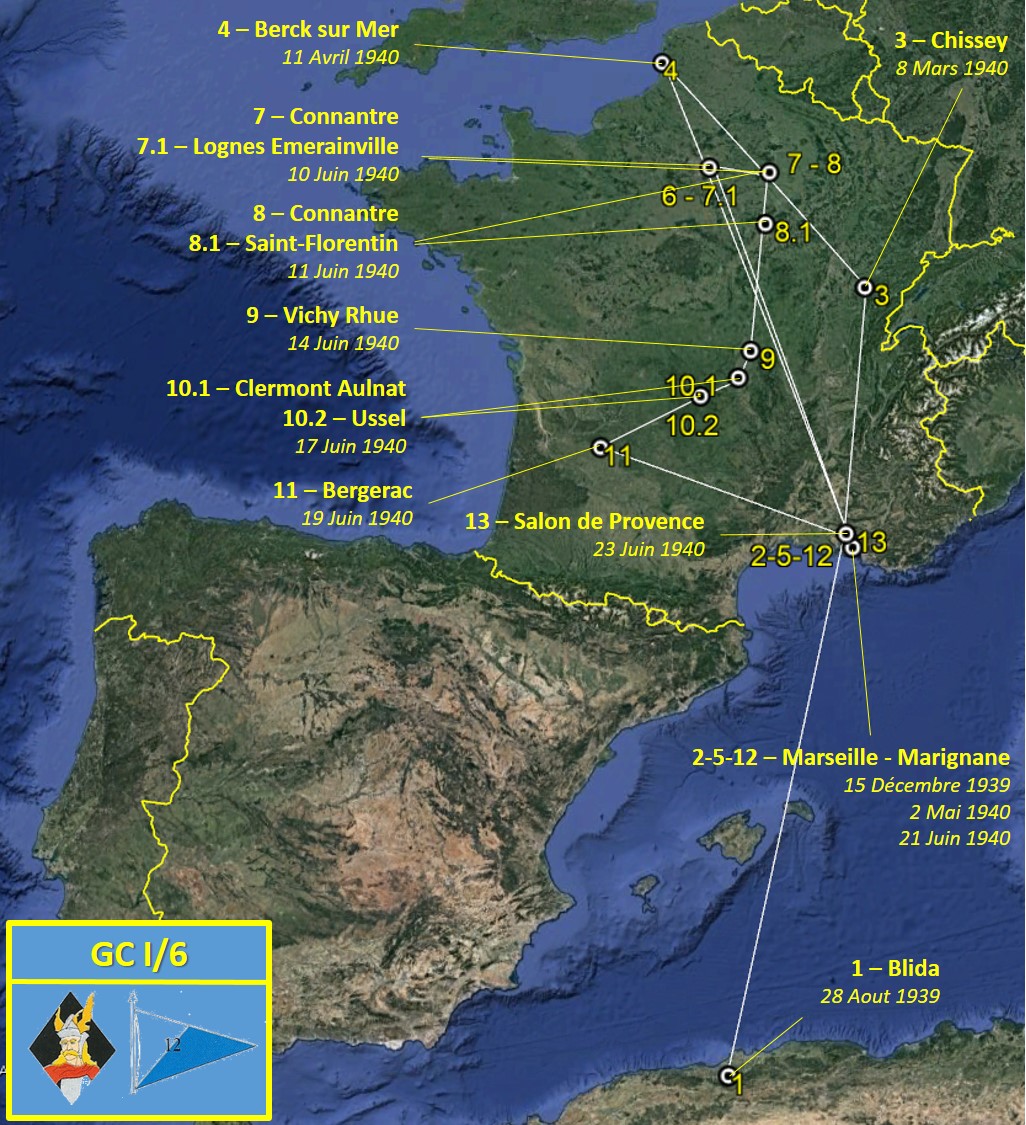 4 – Berck sur Mer
11 Avril 1940
3 – Chissey
8 Mars 1940
4
7 – Connantre
7.1 – Lognes Emerainville
10 Juin 1940
7 - 8
6 - 7.1
8 – Connantre
8.1 – Saint-Florentin
11 Juin 1940
8.1
3
9 – Vichy Rhue
14 Juin 1940
9
10.1 – Clermont Aulnat
10.2 – Ussel
17 Juin 1940
10.1
10.2
11
11 – Bergerac
19 Juin 1940
13 – Salon de Provence
23 Juin 1940
13
2-5-12
2-5-12 – Marseille - Marignane
15 Décembre 1939
2 Mai 1940
21 Juin 1940
1 – Blida
28 Aout 1939
1
GC I/6
12